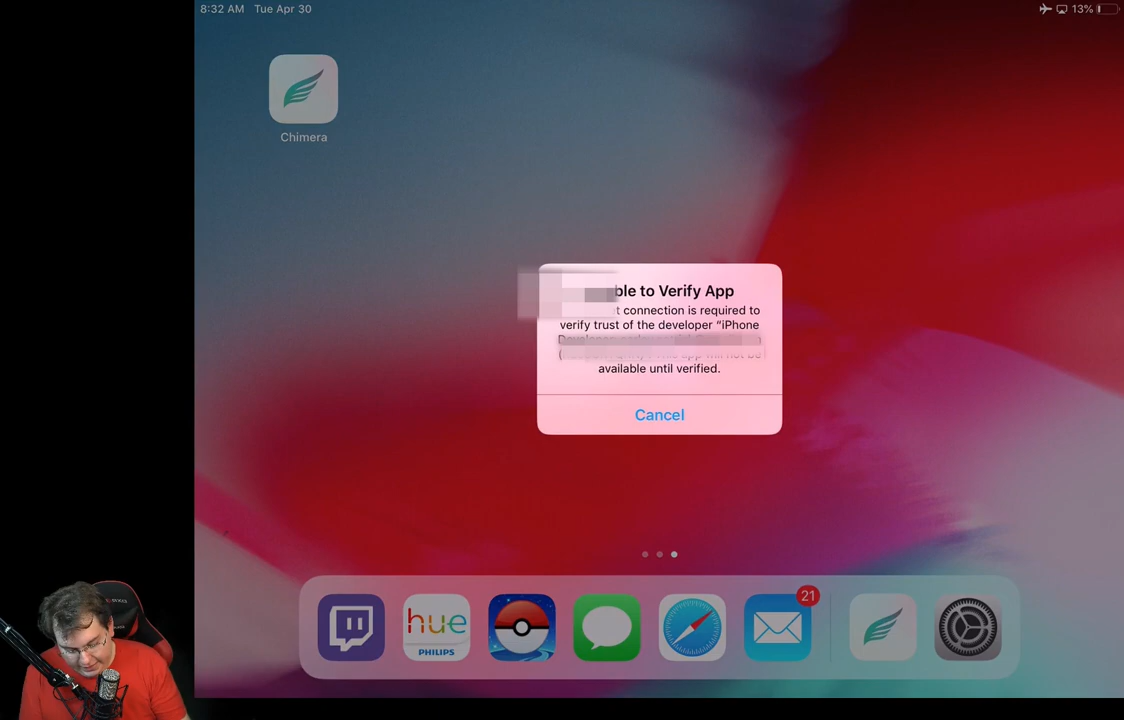 8:32 AM Tue Apr 30
13%
Chimera
ble to Verify App
t connection is required to
verify trust of the developer “iPhone
available until verified.
Cancel
hue
PHILIPS
21